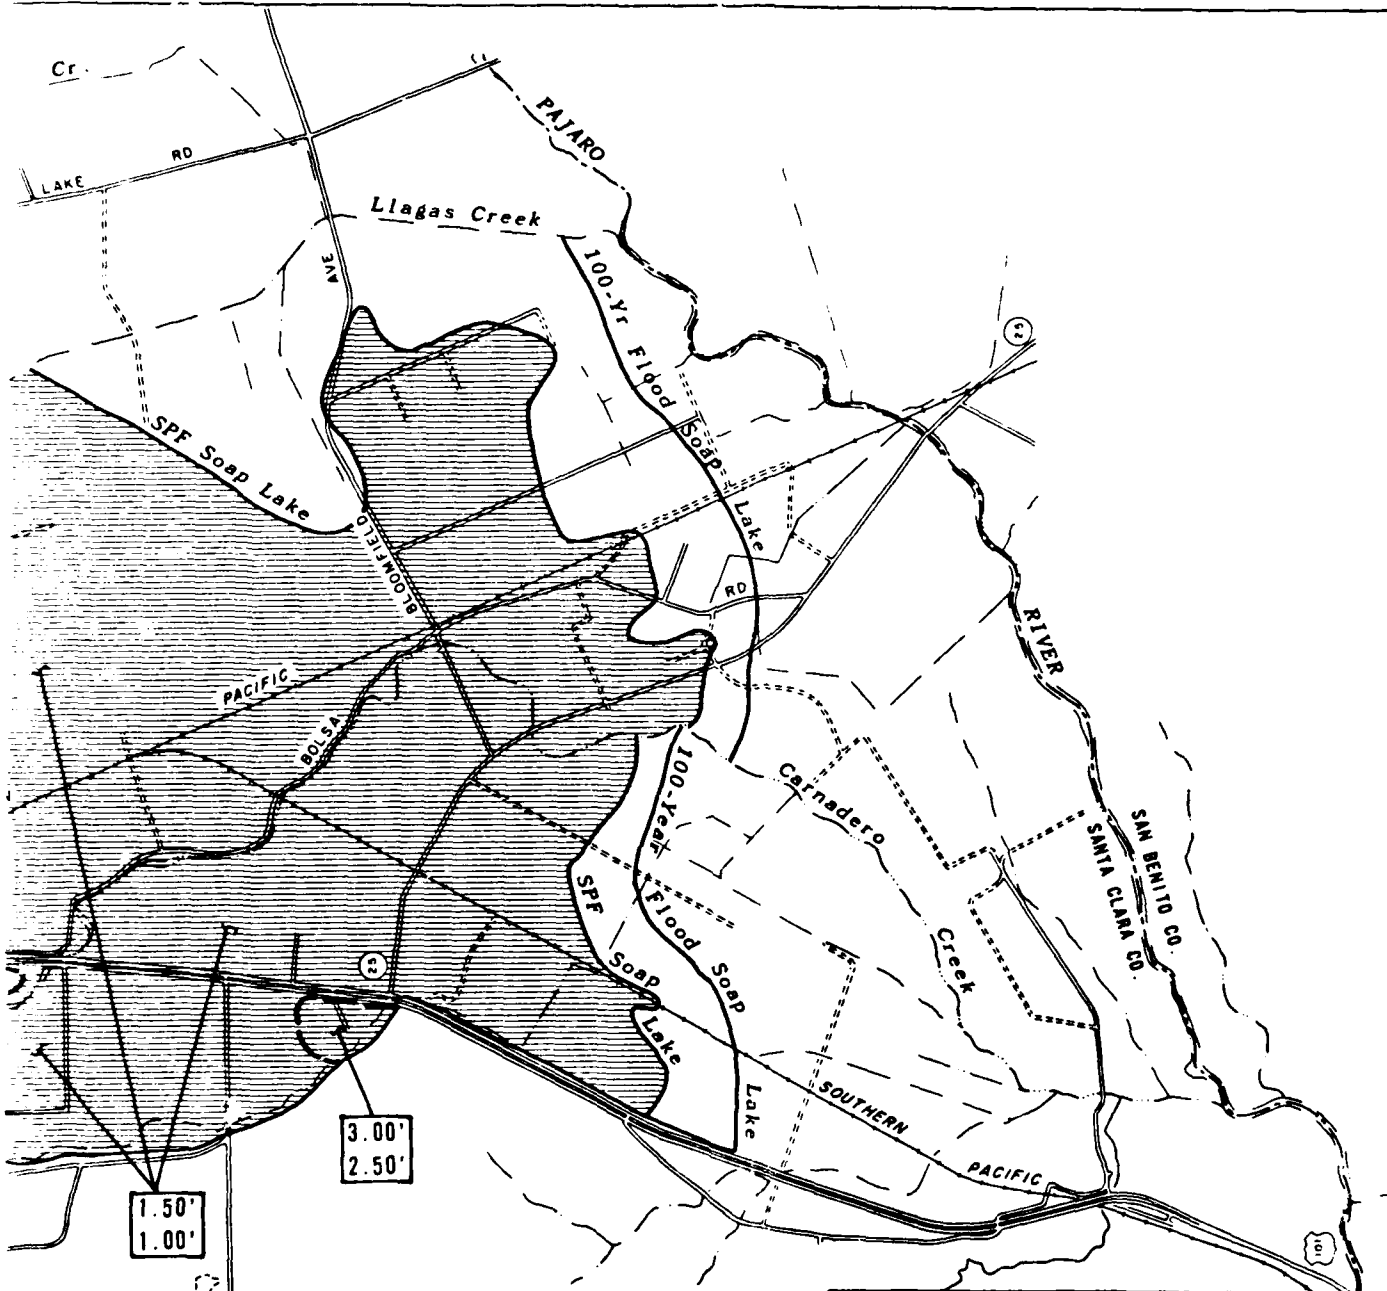 Cr.
PAJARO
RD
LAKE
Llagas Creek
AVE
100-Yr Flood Soap Lake
25
SPF Soap Lake
BLOOMFIELD
RD
RIVER
PACIFIC
BOLSA
100-Year Flood Soap Lake
Carnadero Creek
SAN BENITO CO.
SANTA CLARA CO.
SPF Soap Lake
25
SOUTHERN PACIFIC
3.00'
2.50'
1.50'
1.00'
101